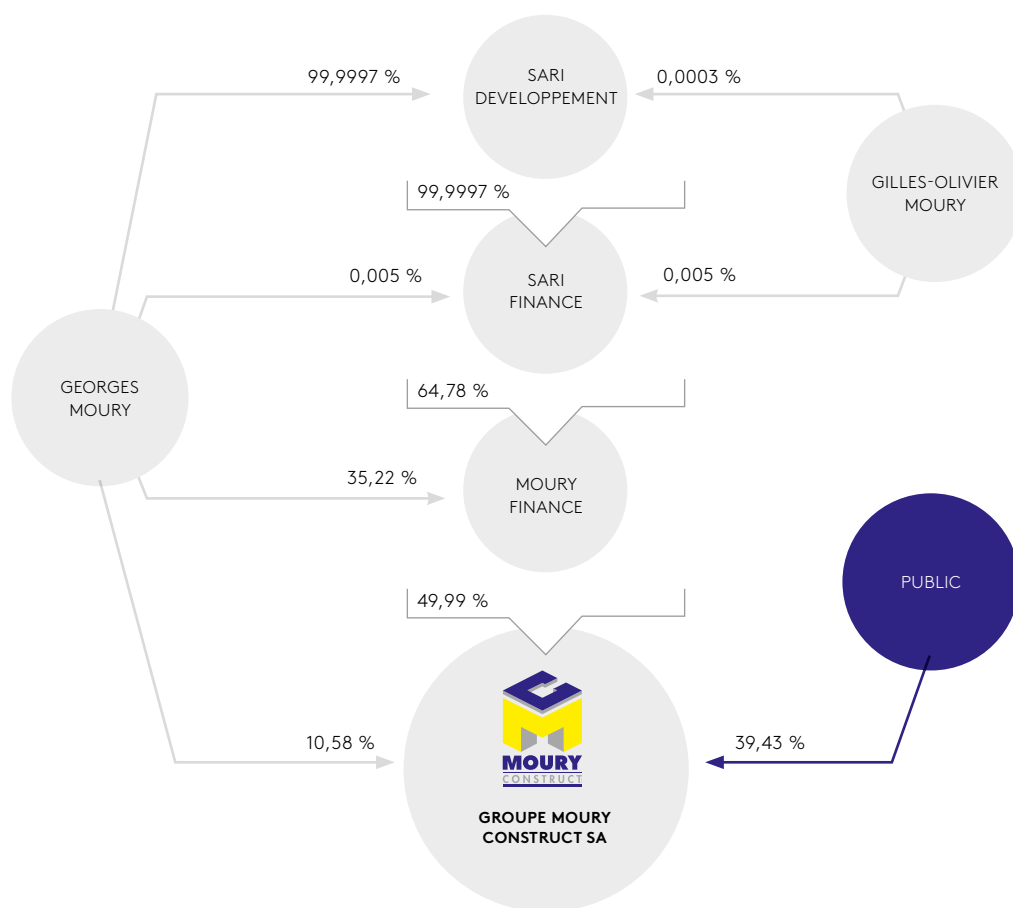 99,9997 %
SARI
DEVELOPPEMENT
0,0003 %
GILLES-OLIVIER
MOURY
99,9997 %
0,005 %
SARI
FINANCE
0,005 %
GEORGES
MOURY
64,78 %
35,22 %
MOURY
FINANCE
PUBLIC
49,99 %
10,58 %
MOURY
CONSTRUCT
39,43 %
GROUPE MOURY
CONSTRUCT SA